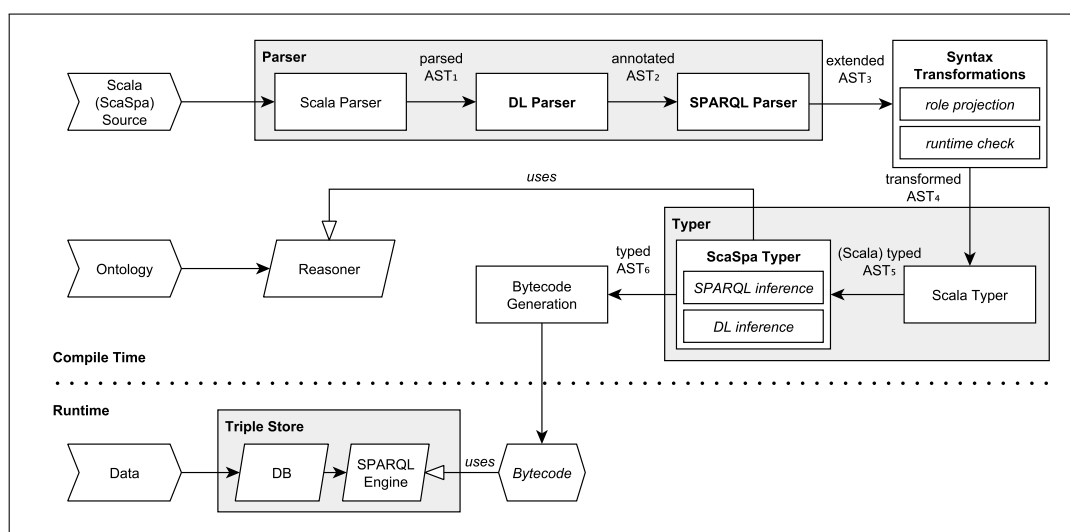 Parser
Scala
(ScaSpa)
Source
Scala Parser
parsed
AST₁
DL Parser
annotated
AST₂
SPARQL Parser
extended
AST₃
Syntax
Transformations
role projection
runtime check
transformed
AST₄
uses
Ontology
Reasoner
Typer
(Scala) typed
AST₅
Scala Typer
ScaSpa Typer
SPARQL inference
DL inference
typed
AST₆
Bytecode
Generation
Compile Time
Runtime
Triple Store
Data
DB
SPARQL
Engine
uses
Bytecode